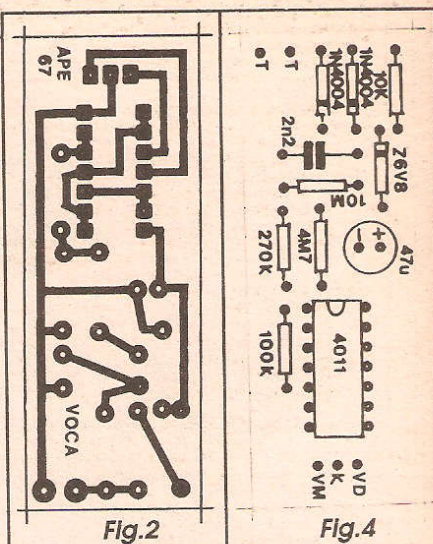 APE
67
VOCA
Fig.2
T
T
1N4004
1N4004
10K
2n2
Z6V8
10M
270K
4M7
- +
47u
100k
4011
VM
K
VD
Fig.4